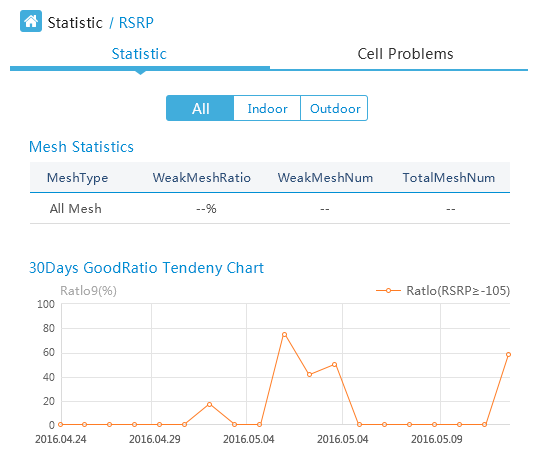 Statistic / RSRP
Statistic Cell Problems
All Indoor Outdoor
Mesh Statistics
MeshType WeakMeshRatio WeakMeshNum TotalMeshNum
All Mesh --% -- --
30Days GoodRatio Tendeny Chart
Ratlo9(%) Ratlo(RSRP≥-105)
100
80
60
40
20
0
2016.04.24 2016.04.29 2016.05.04 2016.05.04 2016.05.09